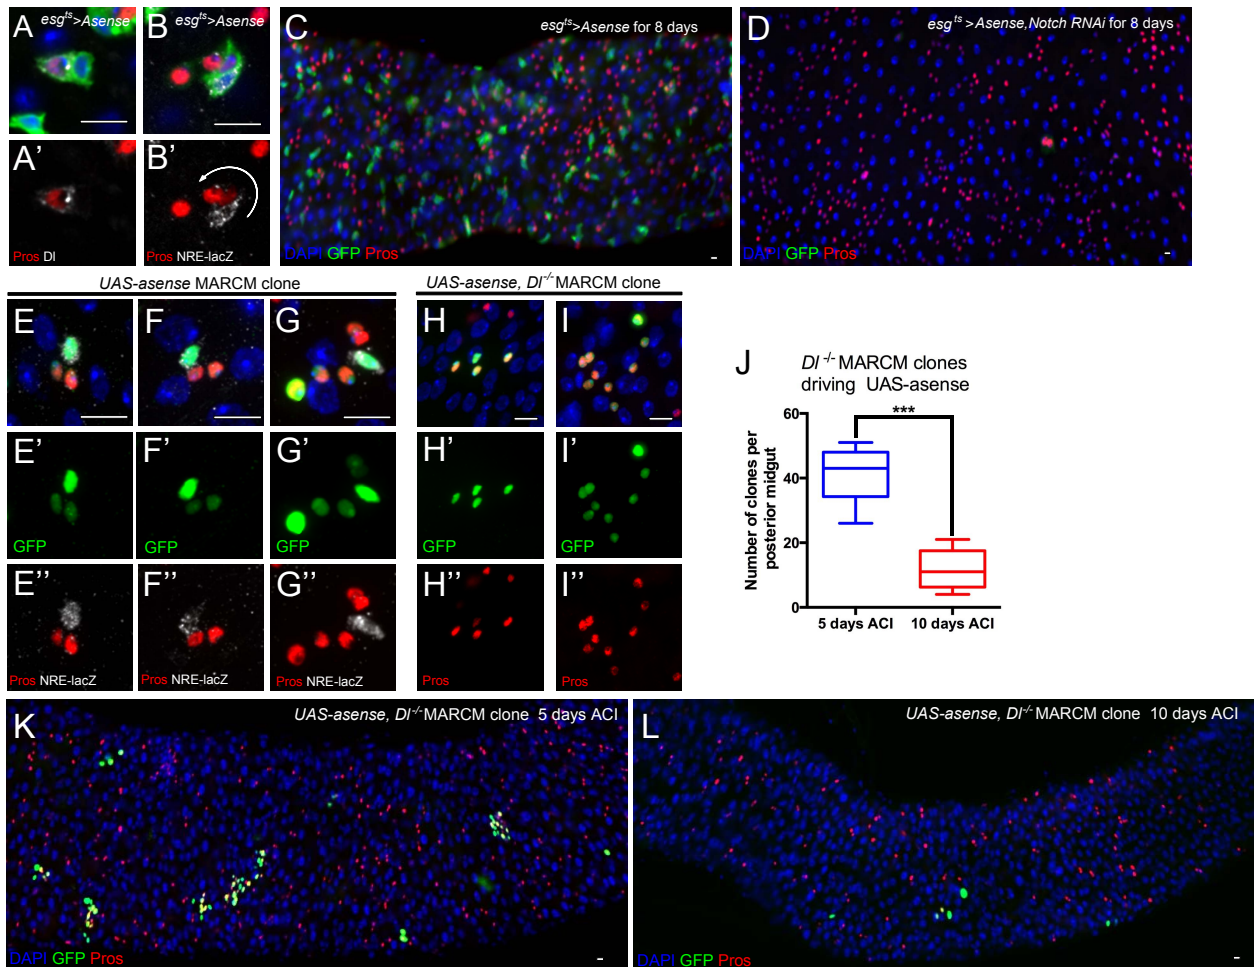 A esgts>Asense
B esgts>Asense
C esgts>Asense for 8 days
D esgts>Asense,Notch RNAi for 8 days
A' Pros Dl
B' Pros NRE-lacZ
DAPI GFP Pros
DAPI GFP Pros
UAS-asense MARCM clone
UAS-asense, Dl-/- MARCM clone
E
F
G
H
I
E' GFP
F' GFP
G' GFP
H' GFP
I' GFP
E'' Pros NRE-lacZ
F'' Pros NRE-lacZ
G'' Pros NRE-lacZ
H'' Pros
I'' Pros
J
Dl -/- MARCM clones
driving UAS-asense
***
Number of clones per
posterior midgut
60
40
20
0
5 days ACI 10 days ACI
K UAS-asense, Dl-/- MARCM clone 5 days ACI
DAPI GFP Pros
L UAS-asense, Dl-/- MARCM clone 10 days ACI
DAPI GFP Pros